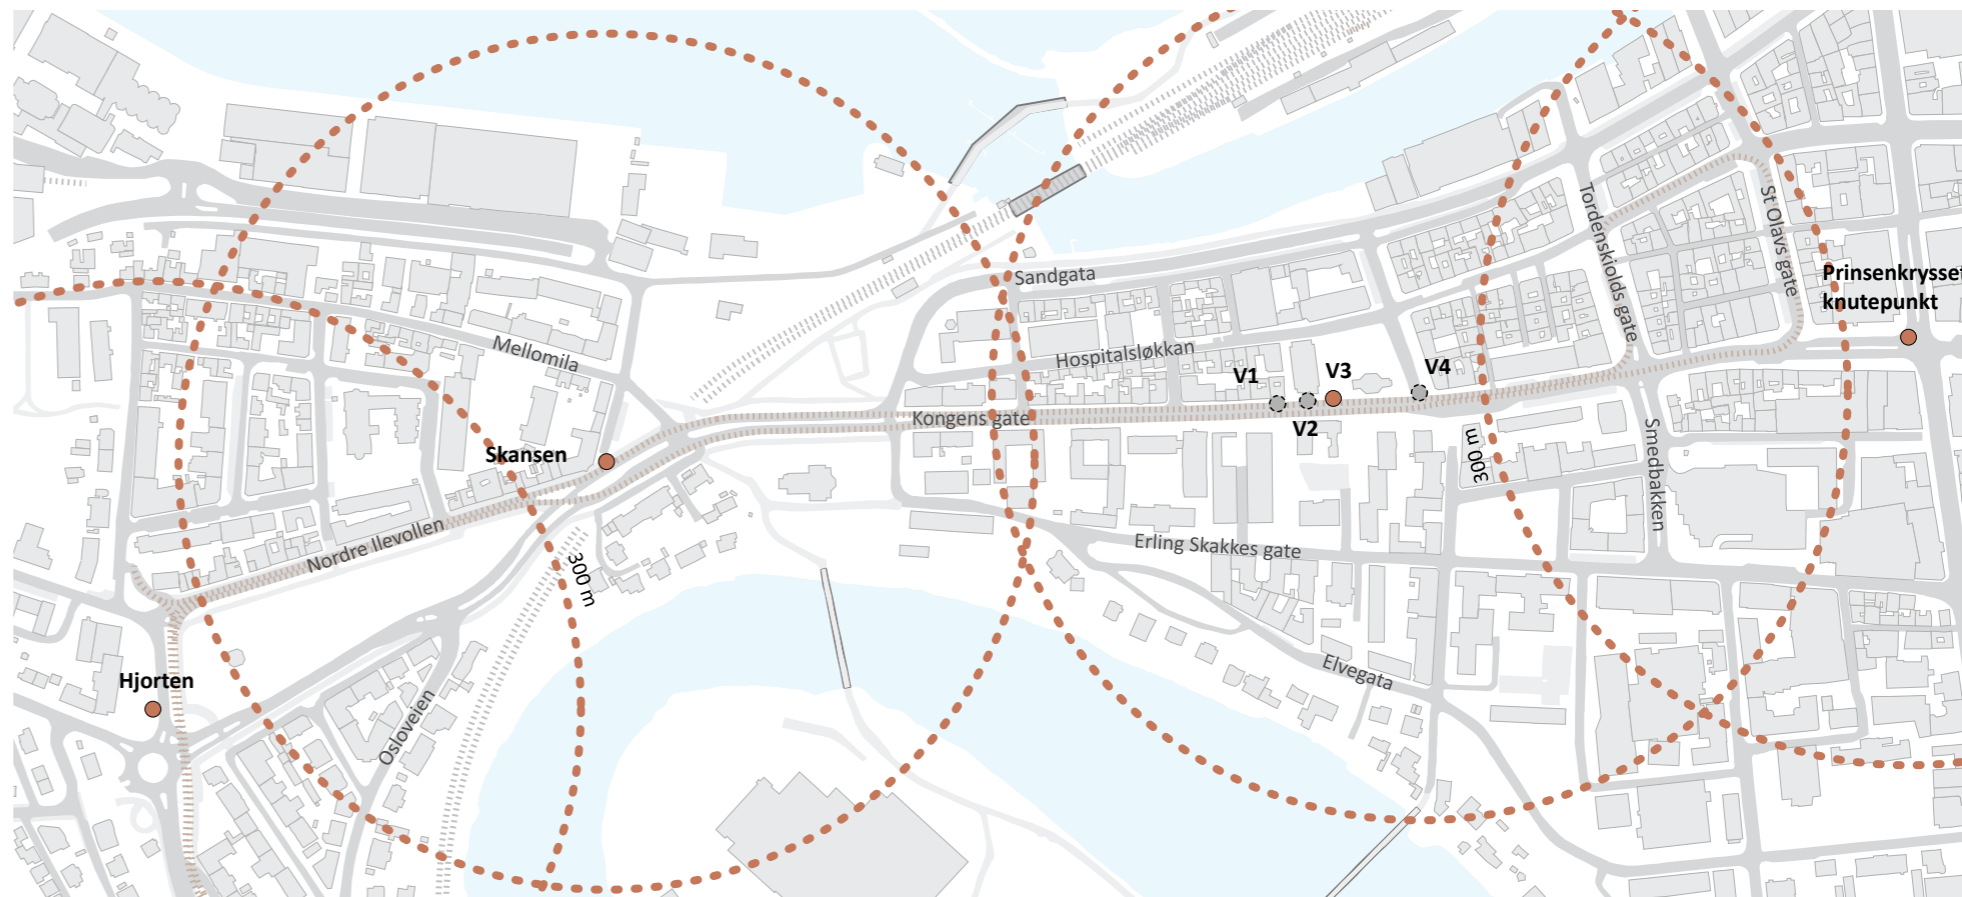 St Olavs gate
Tordenskiolds gate
Prinsenkrysset
knutepunkt
Sandgata
Mellomila
Hospitalsløkkan
V1
V3
V4
V2
Kongens gate
Skansen
300 m
Smedbakken
Nordre Ilevollen
Erling Skakkes gate
300 m
Elvegata
Hjorten
Osloveien